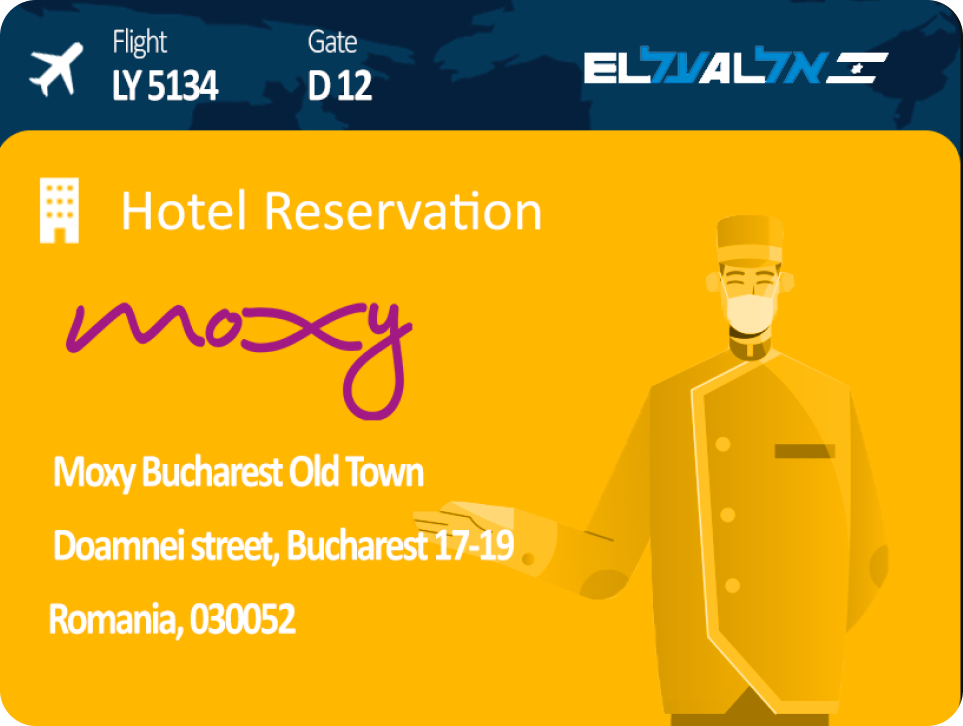 Flight
LY 5134
Gate
D 12
ELעלALאל
Hotel Reservation
moxy
Moxy Bucharest Old Town
Doamnei street, Bucharest 17-19
Romania, 030052